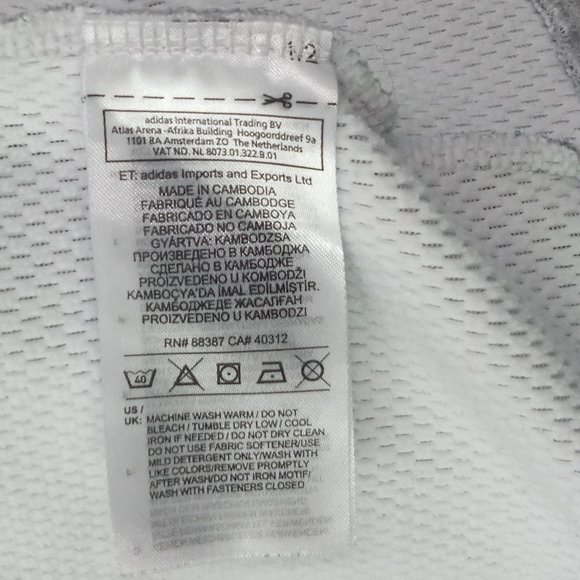 1/2
adidas International Trading BV
Atlas Arena -Afrika Building Hoogoorddreef 9a
1101 BA Amsterdam ZO The Netherlands
VAT NO. NL 8073.01.322.B.01
ET: adidas Imports and Exports Ltd
MADE IN CAMBODIA
FABRIQUÉ AU CAMBODGE
FABRICADO EN CAMBOYA
FABRICADO NO CAMBOJA
GYÁRTVA: KAMBODZSA
ПРОИЗВЕДЕНО В КАМБОДЖА
СДЕЛАНО В КАМБОДЖЕ
PROIZVEDENO U KOMBODŽI
KAMBOÇYA'DA İMAL EDİLMİŞTİR.
КАМБОДЖЕДЕ ЖАСАЛҒАН
PROIZVEDENO U KAMBODZI
RN# 88387 CA# 40312
40
US /
UK: MACHINE WASH WARM / DO NOT
BLEACH / TUMBLE DRY LOW / COOL
IRON IF NEEDED / DO NOT DRY CLEAN
DO NOT USE FABRIC SOFTENER/USE
MILD DETERGENT ONLY/WASH WITH
LIKE COLORS/REMOVE PROMPTLY
AFTER WASH/DO NOT IRON MOTIF/
WASH WITH FASTENERS CLOSED